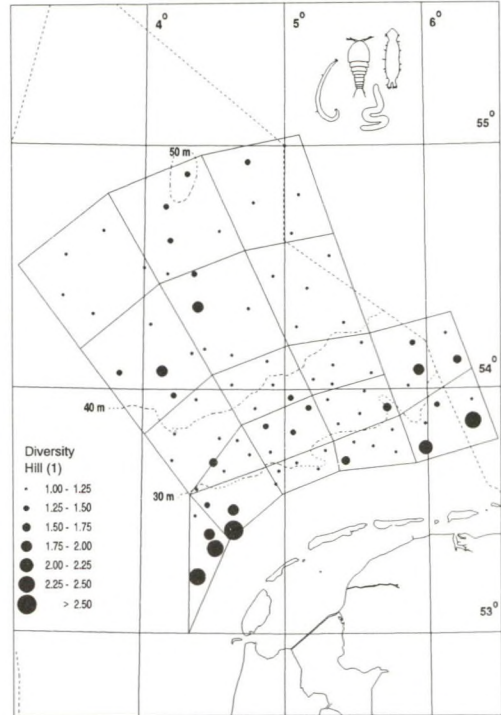 4°
5°
6°
55°
50 m
54°
40 m
30 m
53°
Diversity
Hill (1)
1.00 - 1.25
1.25 - 1.50
1.50 - 1.75
1.75 - 2.00
2.00 - 2.25
2.25 - 2.50
> 2.50